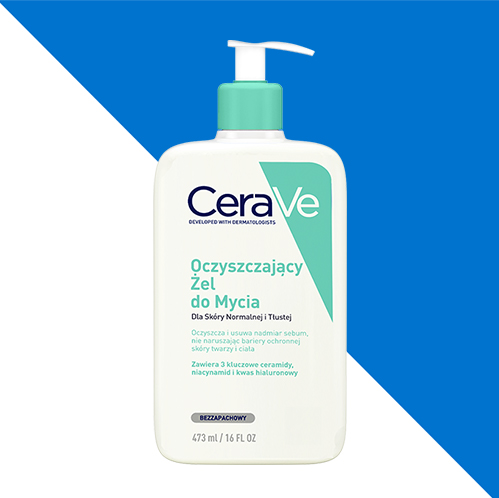 CeraVe
DEVELOPED WITH DERMATOLOGISTS
Oczyszczający
Żel
do Mycia
Dla Skóry Normalnej i Tłustej
Oczyszcza i usuwa nadmiar sebum,
nie naruszając bariery ochronnej
skóry twarzy i ciała
Zawiera 3 kluczowe ceramidy,
niacynamid i kwas hialuronowy
BEZZAPACHOWY
473 ml / 16 FL OZ